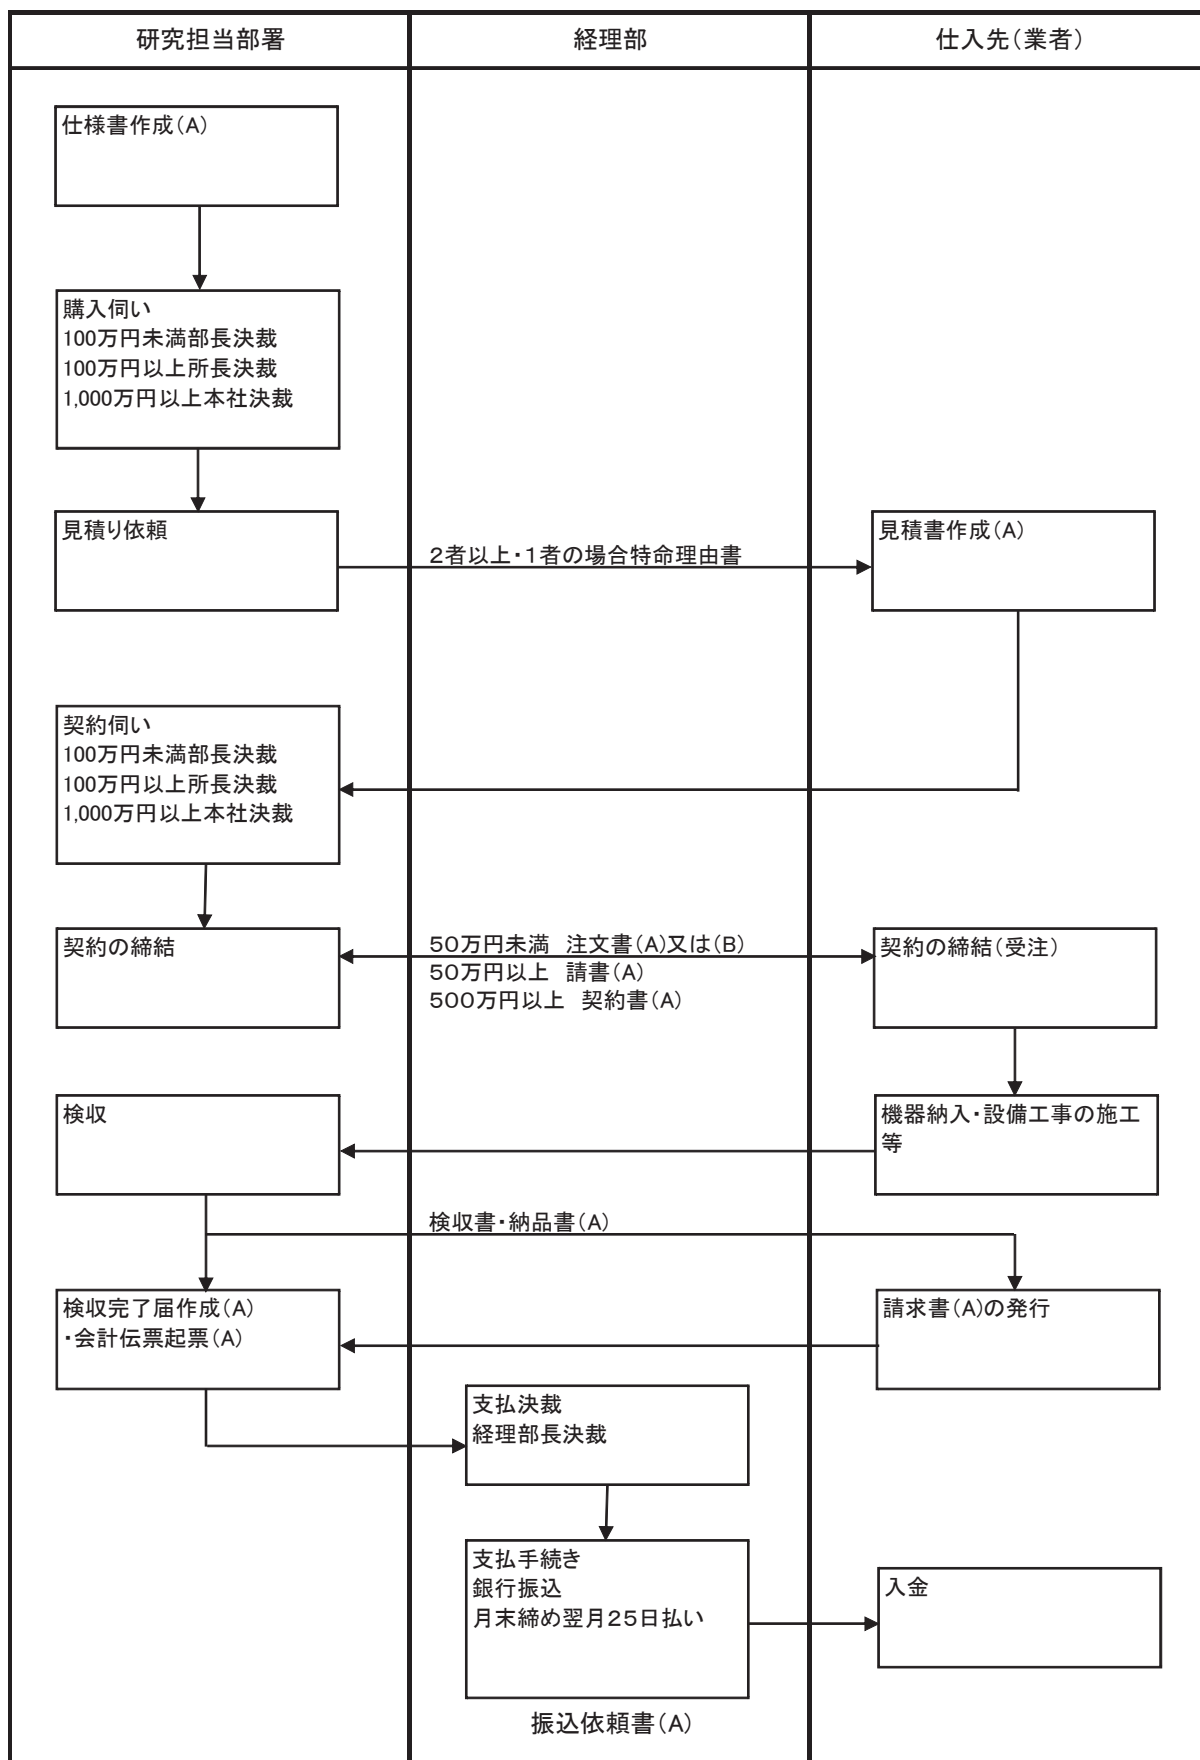 研究担当部署
経理部
仕入先(業者)
仕様書作成(A)
購入伺い
100万円未満部長決裁
100万円以上所長決裁
1,000万円以上本社決裁
見積り依頼
2者以上・1者の場合特命理由書
見積書作成(A)
契約伺い
100万円未満部長決裁
100万円以上所長決裁
1,000万円以上本社決裁
契約の締結
50万円未満 注文書(A)又は(B)
50万円以上 請書(A)
500万円以上 契約書(A)
契約の締結(受注)
検収
機器納入・設備工事の施工
等
検収書・納品書(A)
検収完了届作成(A)
・会計伝票起票(A)
請求書(A)の発行
支払決裁
経理部長決裁
支払手続き
銀行振込
月末締め翌月25日払い
入金
振込依頼書(A)